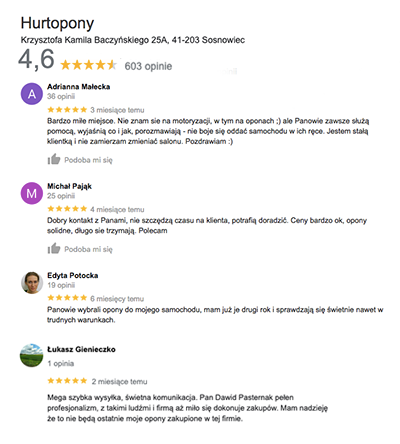 Hurtopony
Krzysztofa Kamila Baczyńskiego 25A, 41-203 Sosnowiec
4,6 603 opinie
A Adrianna Małecka
36 opinii
3 miesiące temu
Bardzo miłe miejsce. Nie znam sie na motoryzacji, w tym na oponach ;) ale Panowie zawsze służą
pomocą, wyjaśnią co i jak, porozmawiają - nie boje się oddać samochodu w ich ręce. Jestem stałą
klientką i nie zamierzam zmieniać salonu. Pozdrawiam :)
Podoba mi się
M Michał Pająk
25 opinii
4 miesiące temu
Dobry kontakt z Panami, nie szczędzą czasu na klienta, potrafią doradzić. Ceny bardzo ok, opony
solidne, długo sie trzymają. Polecam
Podoba mi się
Edyta Potocka
19 opinii
6 miesięcy temu
Panowie wybrali opony do mojego samochodu, mam już je drugi rok i sprawdzają się świetnie nawet w
trudnych warunkach.
Łukasz Gienieczko
1 opinia
2 miesiące temu
Mega szybka wysyłka, świetna komunikacja. Pan Dawid Pasternak pełen
profesjonalizm, z takimi ludźmi i firmą aż miło się dokonuje zakupów. Mam nadzieję
że to nie będą ostatnie moje opony zakupione w tej firmie.